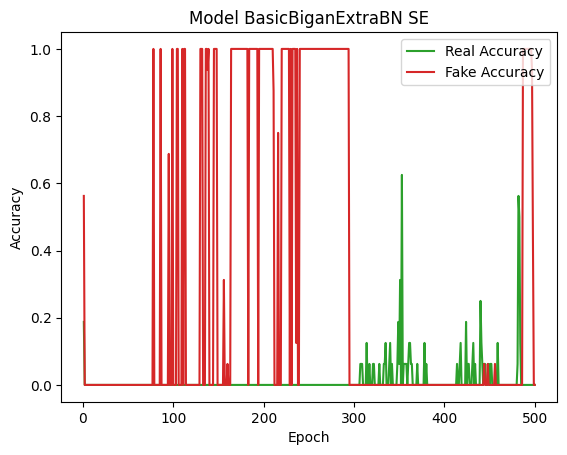 Model BasicBiganExtraBN SE
Real Accuracy
Fake Accuracy
1.0
0.8
0.6
0.4
0.2
0.0
Accuracy
0
100
200
300
400
500
Epoch